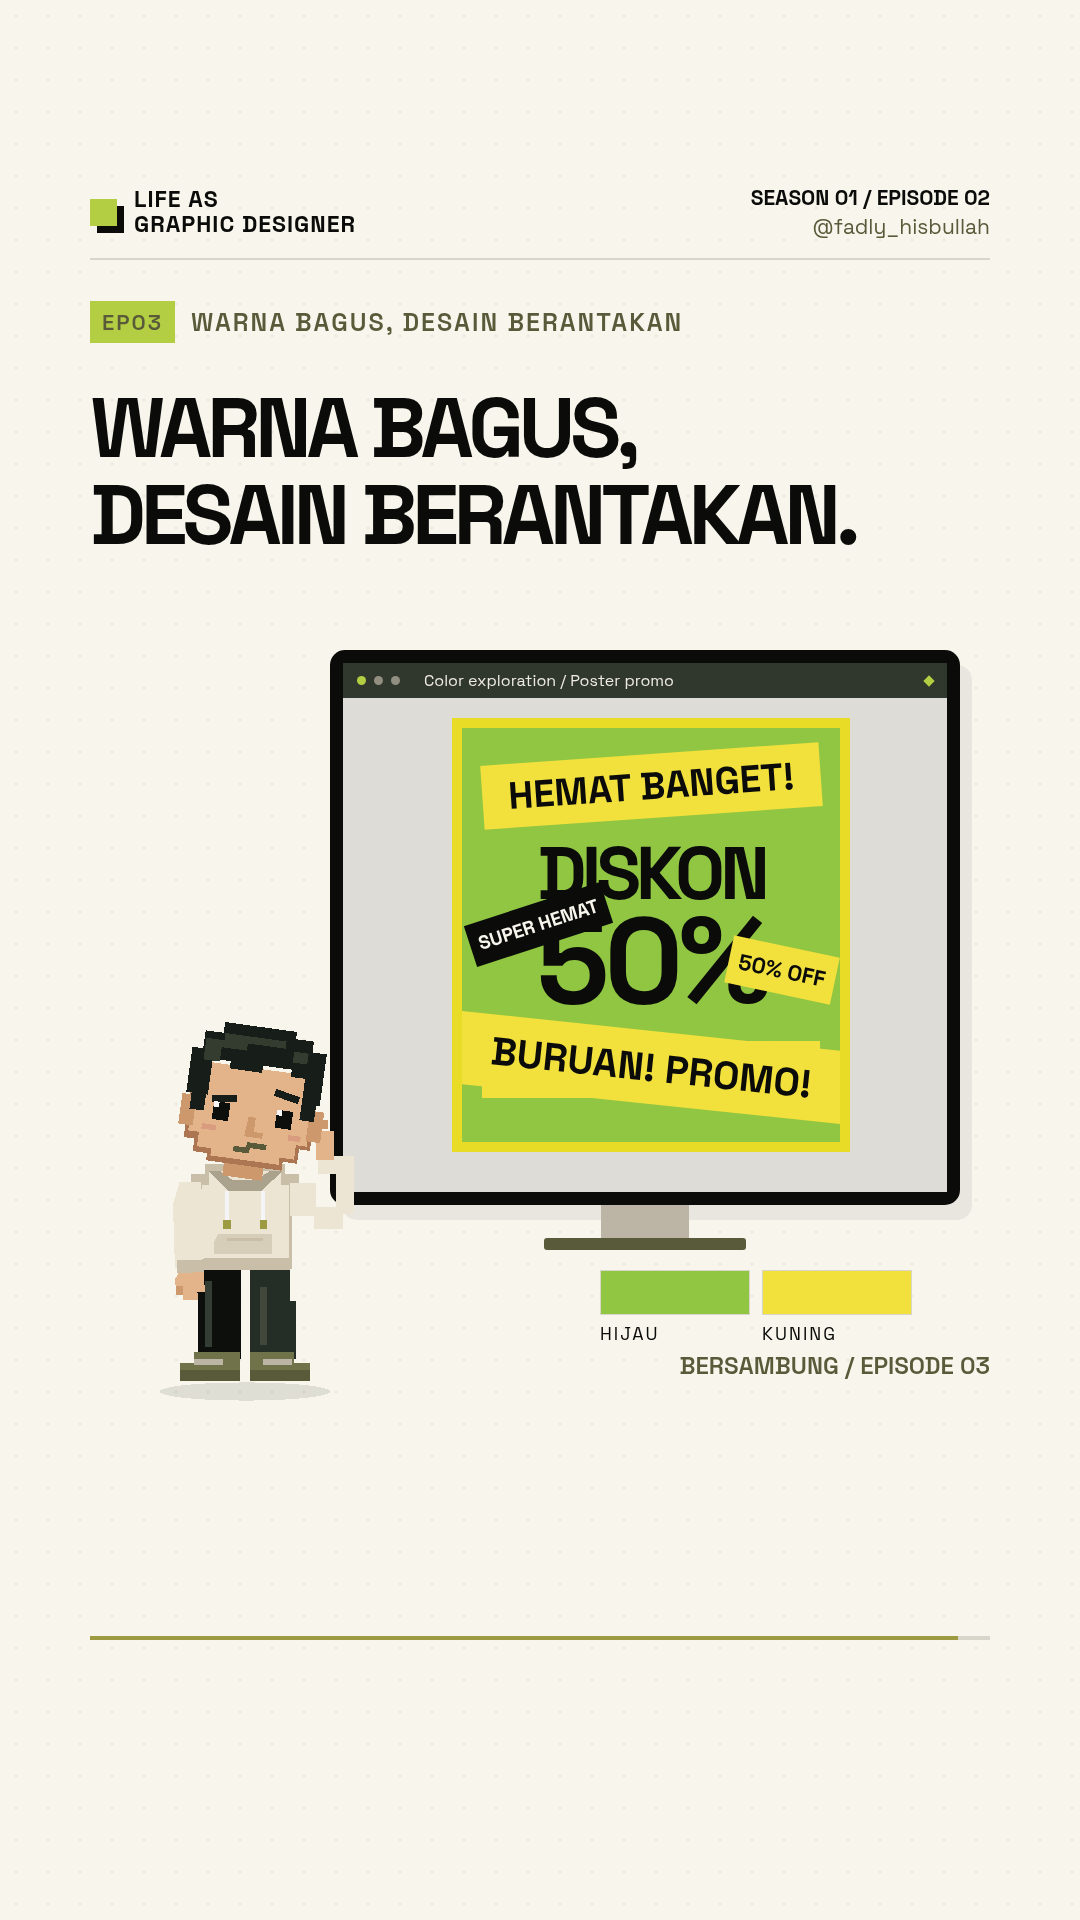 LIFE AS
GRAPHIC DESIGNER
SEASON 01 / EPISODE 02
@fadly_hisbullah
EP03 WARNA BAGUS, DESAIN BERANTAKAN
WARNA BAGUS,
DESAIN BERANTAKAN.
Color exploration / Poster promo
HEMAT BANGET!
DISKON
SUPER HEMAT
50%
50% OFF
BURUAN! PROMO!
HIJAU
KUNING
BERSAMBUNG / EPISODE 03